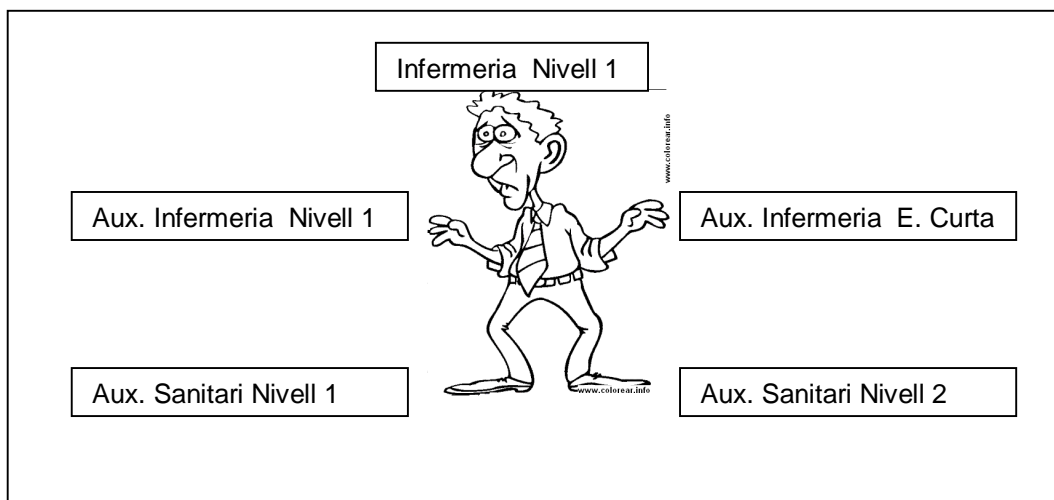 Infermeria Nivell 1
www.colorear.info
Aux. Infermeria Nivell 1
Aux. Infermeria E. Curta
Aux. Sanitari Nivell 1
www.colorear.info
Aux. Sanitari Nivell 2